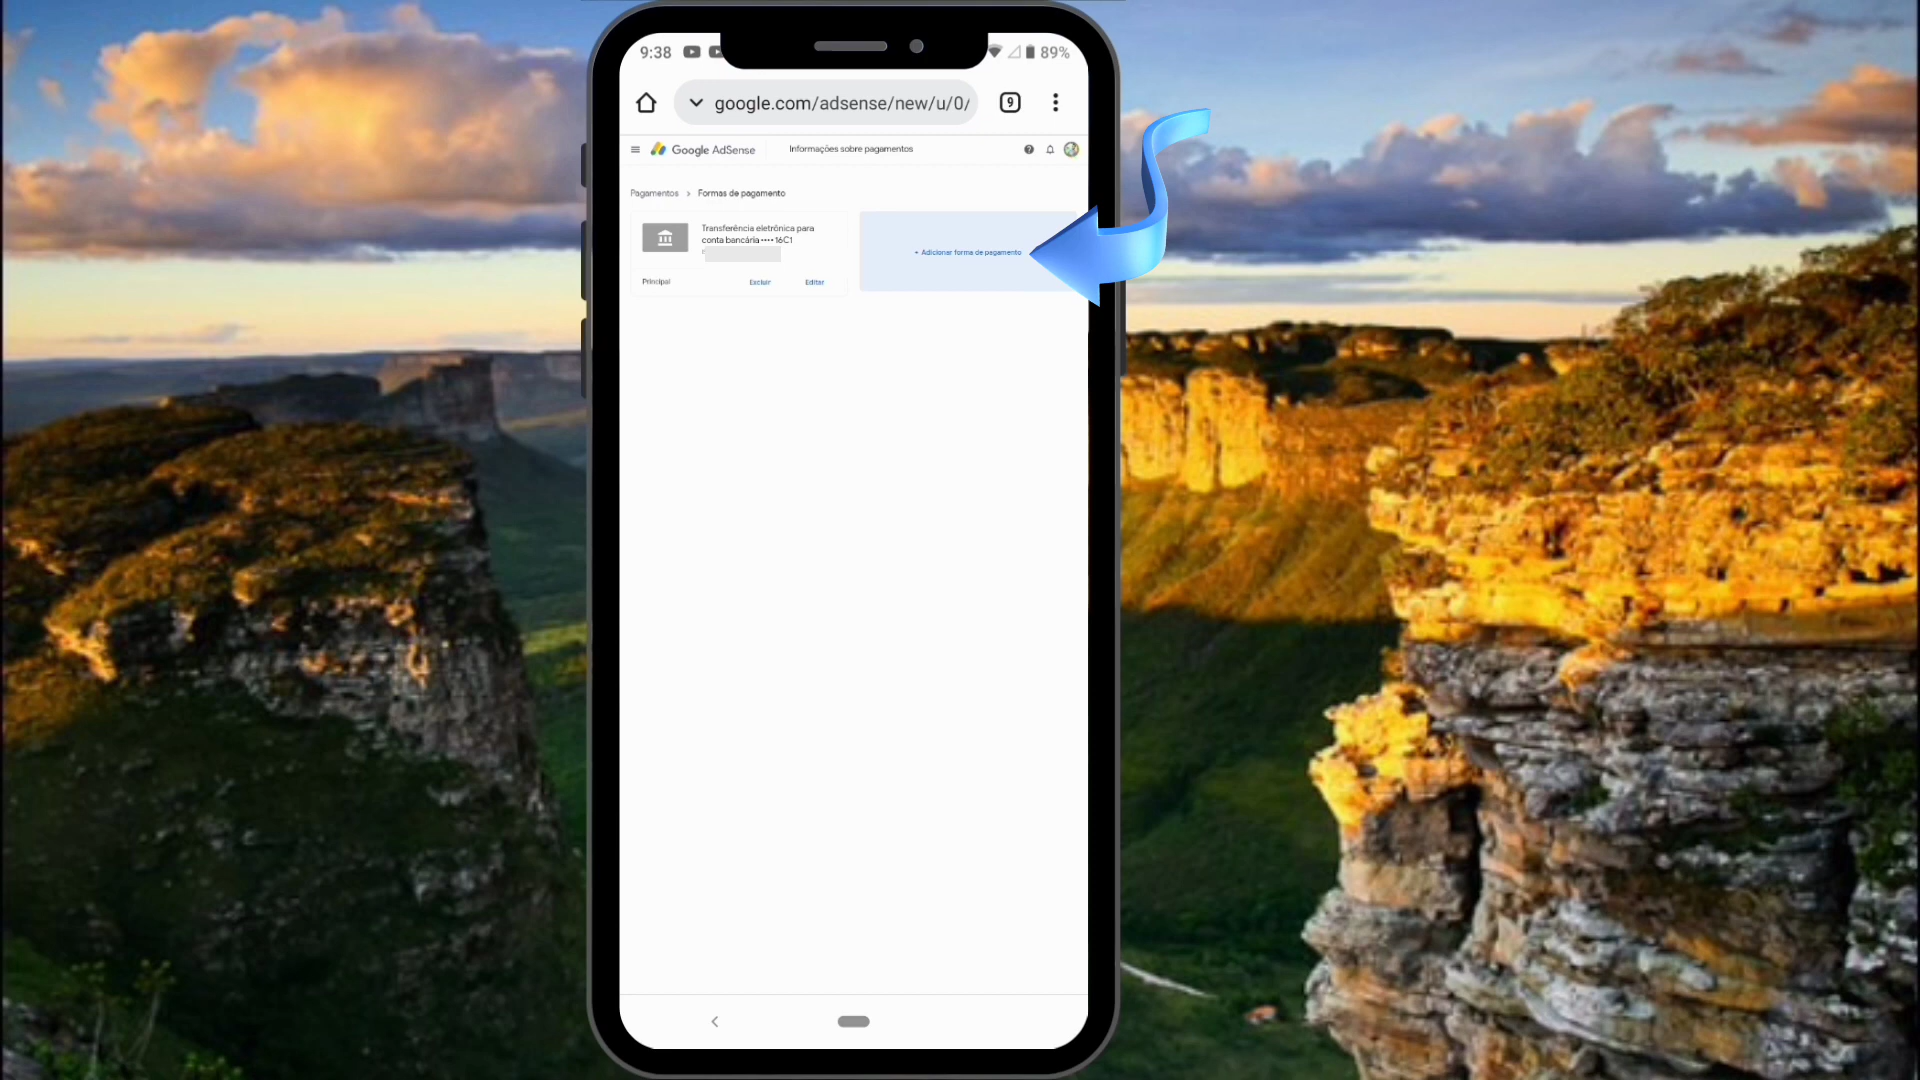 9:38
89%
google.com/adsense/new/u/0/
9
Google AdSense
Informações sobre pagamentos
Pagamentos > Formas de pagamento
Transferência eletrônica para
conta bancária ••••16C1
Principal
Excluir
Editar
+ Adicionar forma de pagamento